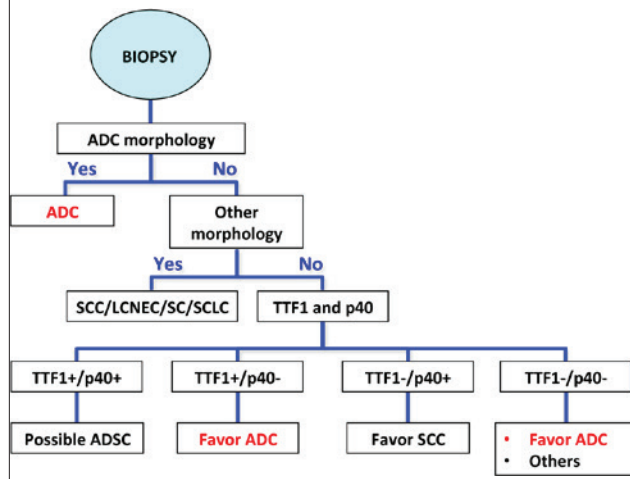 BIOPSY
ADC morphology
Yes
No
ADC
Other
morphology
Yes
No
SCC/LCNEC/SC/SCLC
TTF1 and p40
TTF1+/p40+
TTF1+/p40-
TTF1-/p40+
TTF1-/p40-
Possible ADSC
Favor ADC
Favor SCC
• Favor ADC
• Others